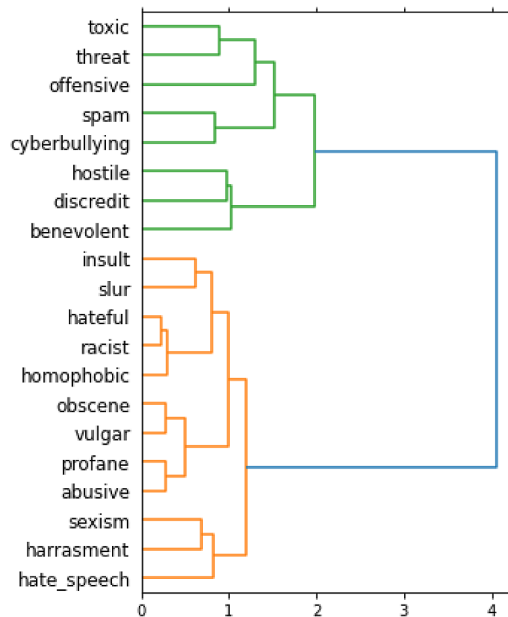 toxic
threat
offensive
spam
cyberbullying
hostile
discredit
benevolent
insult
slur
hateful
racist
homophobic
obscene
vulgar
profane
abusive
sexism
harrasment
hate_speech
0 1 2 3 4